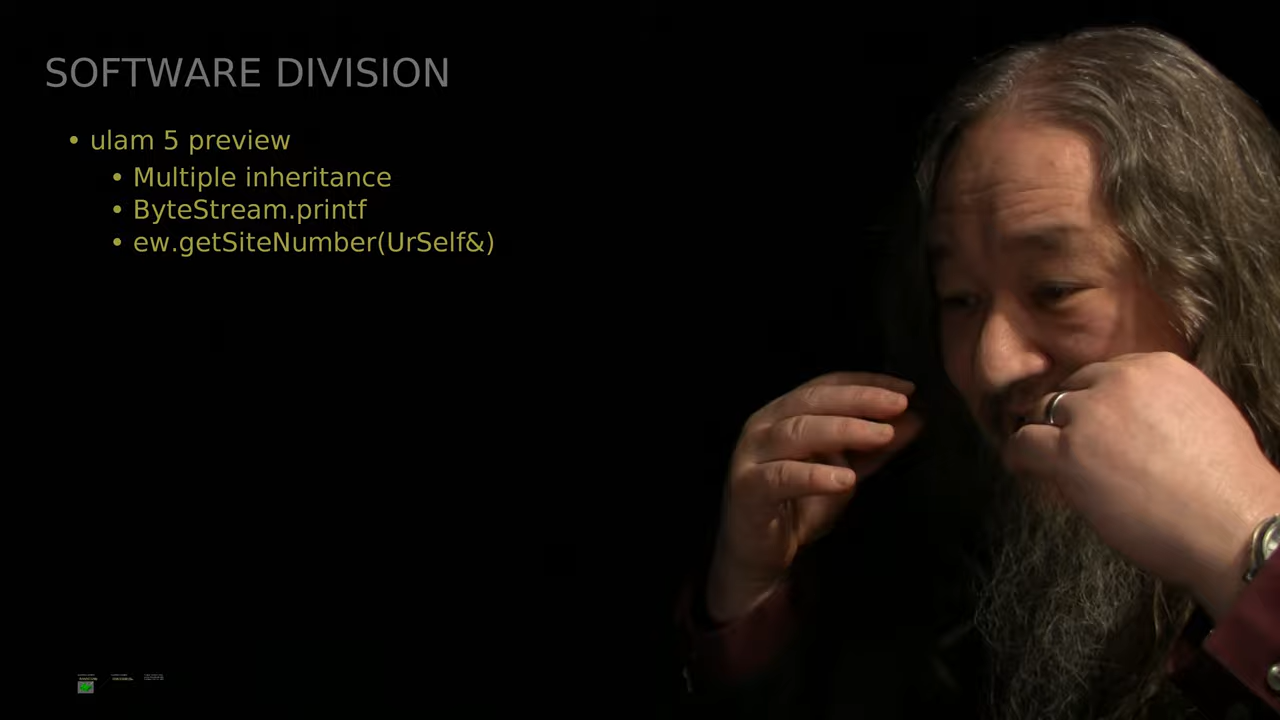 SOFTWARE DIVISION
• ulam 5 preview
• Multiple inheritance
• ByteStream.printf
• ew.getSiteNumber(UrSelf&)